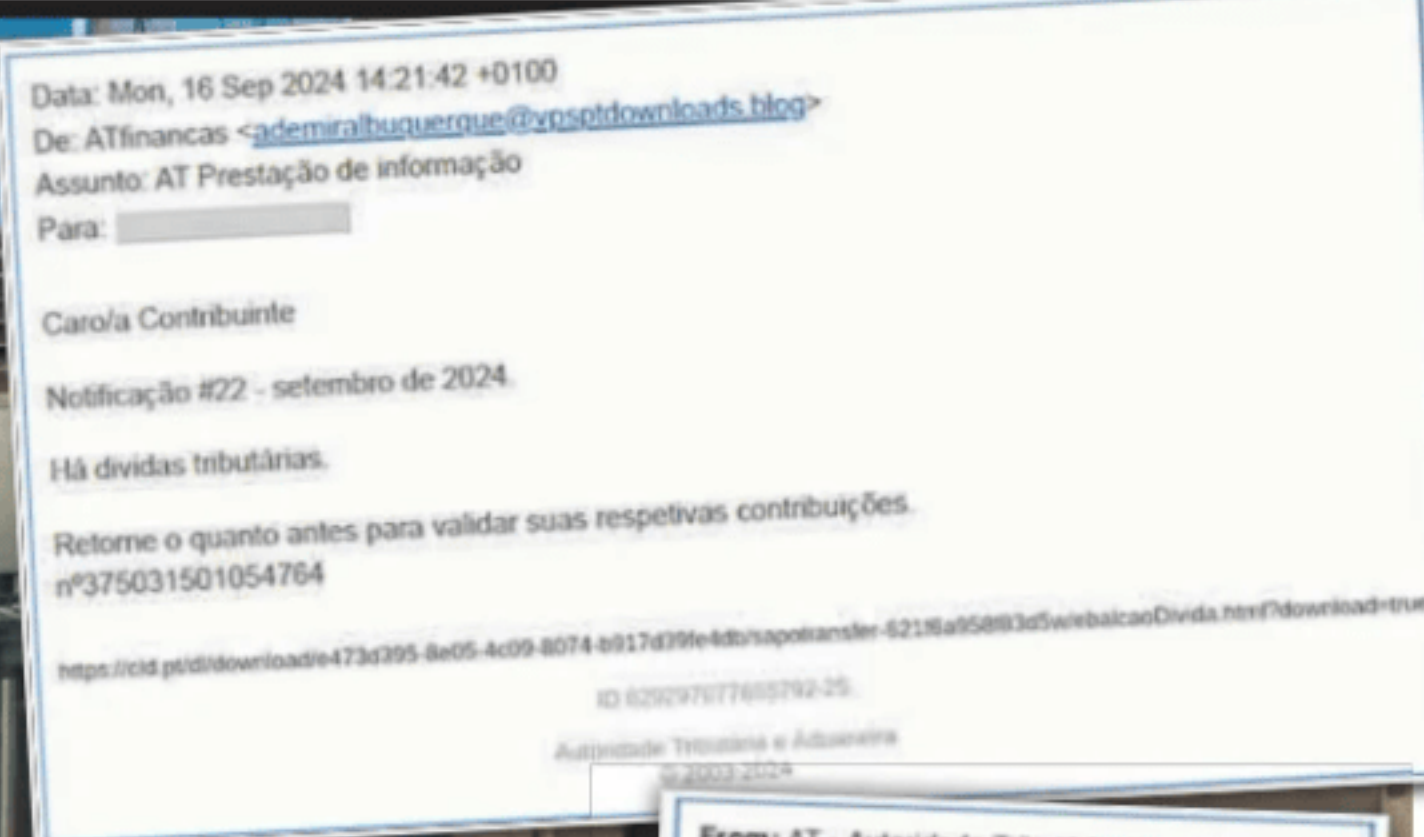 Data: Mon, 16 Sep 2024 14:21:42 +0100
De: ATfinancas <ademiralbuquerque@vpsptdownloads.blog>
Assunto: AT Prestação de informação
Para:
Caro/a Contribuinte
Notificação #22 - setembro de 2024.
Há dividas tributárias.
Retorne o quanto antes para validar suas respetivas contribuições.
nº375031501054764
Autoridade Tributária e Aduaneira
© 2003-2024
From: AT